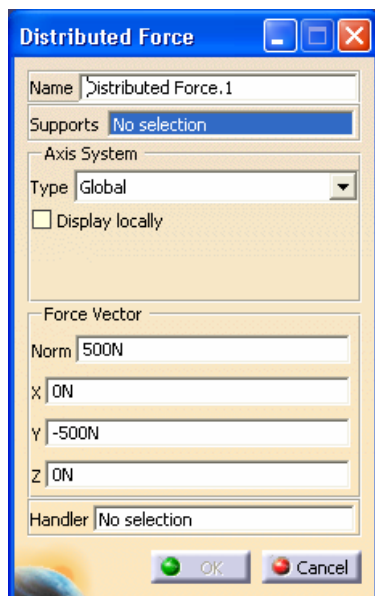 Distributed Force
Name Distributed Force.1
Supports No selection
Axis System
Type Global
Display locally
Force Vector
Norm 500N
X 0N
Y -500N
Z 0N
Handler No selection
OK Cancel